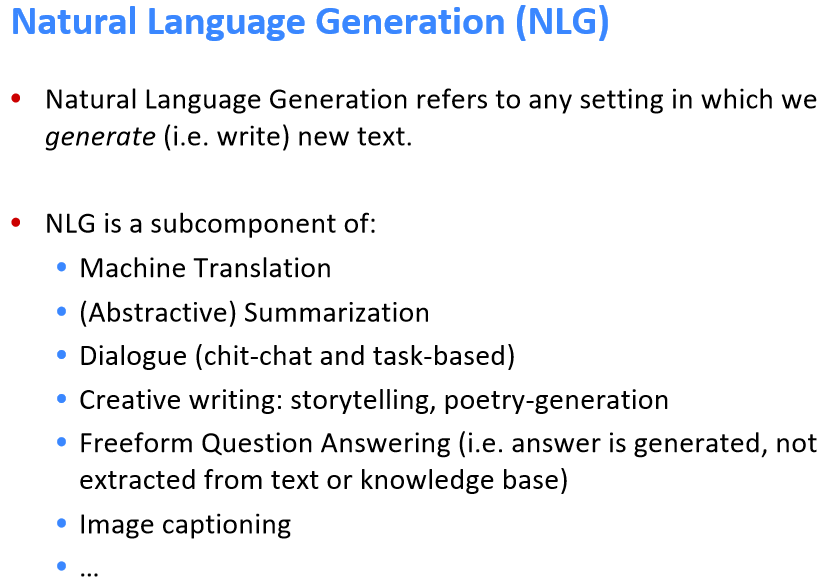 Natural Language Generation (NLG)
• Natural Language Generation refers to any setting in which we
generate (i.e. write) new text.
• NLG is a subcomponent of:
• Machine Translation
• (Abstractive) Summarization
• Dialogue (chit-chat and task-based)
• Creative writing: storytelling, poetry-generation
• Freeform Question Answering (i.e. answer is generated, not
extracted from text or knowledge base)
• Image captioning
• ...